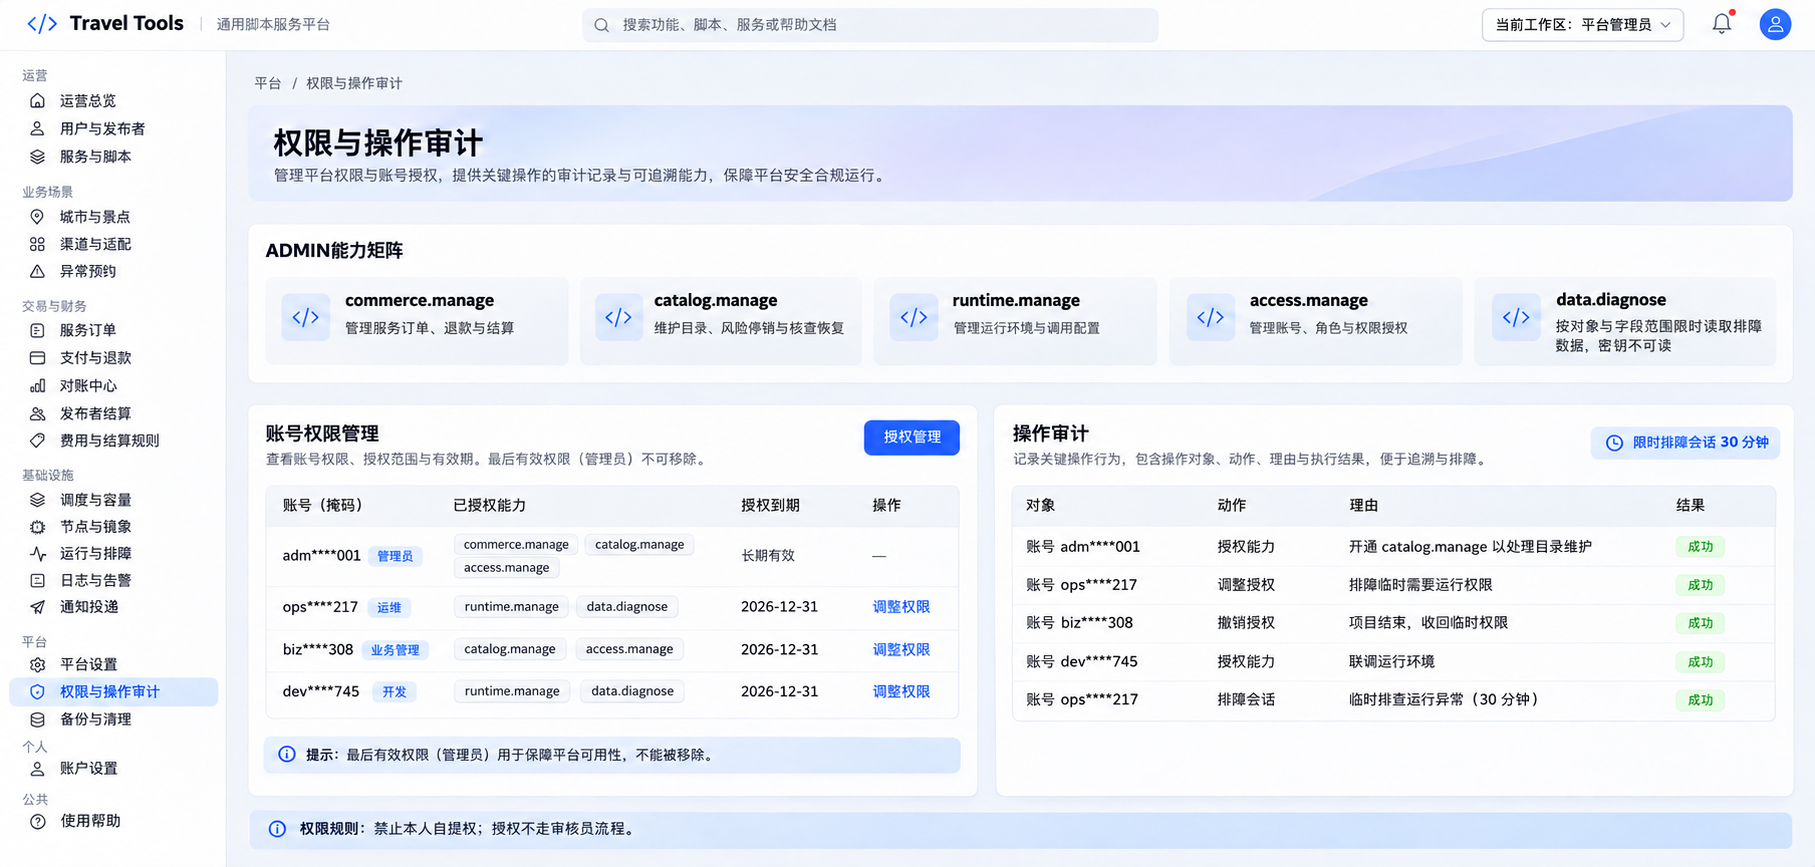 </> Travel Tools | 通用脚本服务平台
搜索功能、脚本、服务或帮助文档
当前工作区：平台管理员
运营
运营总览
用户与发布者
服务与脚本
业务场景
城市与景点
渠道与适配
异常预约
交易与财务
服务订单
支付与退款
对账中心
发布者结算
费用与结算规则
基础设施
调度与容量
节点与镜象
运行与排障
日志与告警
通知投递
平台
平台设置
权限与操作审计
备份与清理
个人
账户设置
公共
使用帮助
平台 / 权限与操作审计
权限与操作审计
管理平台权限与账号授权，提供关键操作的审计记录与可追溯能力，保障平台安全合规运行。
ADMIN能力矩阵
</>
commerce.manage
管理服务订单、退款与结算
</>
catalog.manage
维护目录、风险停销与核查恢复
</>
runtime.manage
管理运行环境与调用配置
</>
access.manage
管理账号、角色与权限授权
</>
data.diagnose
按对象与字段范围限时读取排障
数据，密钥不可读
账号权限管理
查看账号权限、授权范围与有效期。最后有效权限（管理员）不可移除。
授权管理
账号（掩码） 已授权能力 授权到期 操作
adm****001 管理员 commerce.manage catalog.manage 长期有效 —
access.manage
ops****217 运维 runtime.manage data.diagnose 2026-12-31 调整权限
biz****308 业务管理 catalog.manage access.manage 2026-12-31 调整权限
dev****745 开发 runtime.manage data.diagnose 2026-12-31 调整权限
提示：最后有效权限（管理员）用于保障平台可用性，不能被移除。
操作审计
记录关键操作行为，包含操作对象、动作、理由与执行结果，便于追溯与排障。
限时排障会话 30 分钟
对象 动作 理由 结果
账号 adm****001 授权能力 开通 catalog.manage 以处理目录维护 成功
账号 ops****217 调整授权 排障临时需要运行权限 成功
账号 biz****308 撤销授权 项目结束，收回临时权限 成功
账号 dev****745 授权能力 联调运行环境 成功
账号 ops****217 排障会话 临时排查运行异常（30 分钟） 成功
权限规则：禁止本人自提权；授权不走审核员流程。